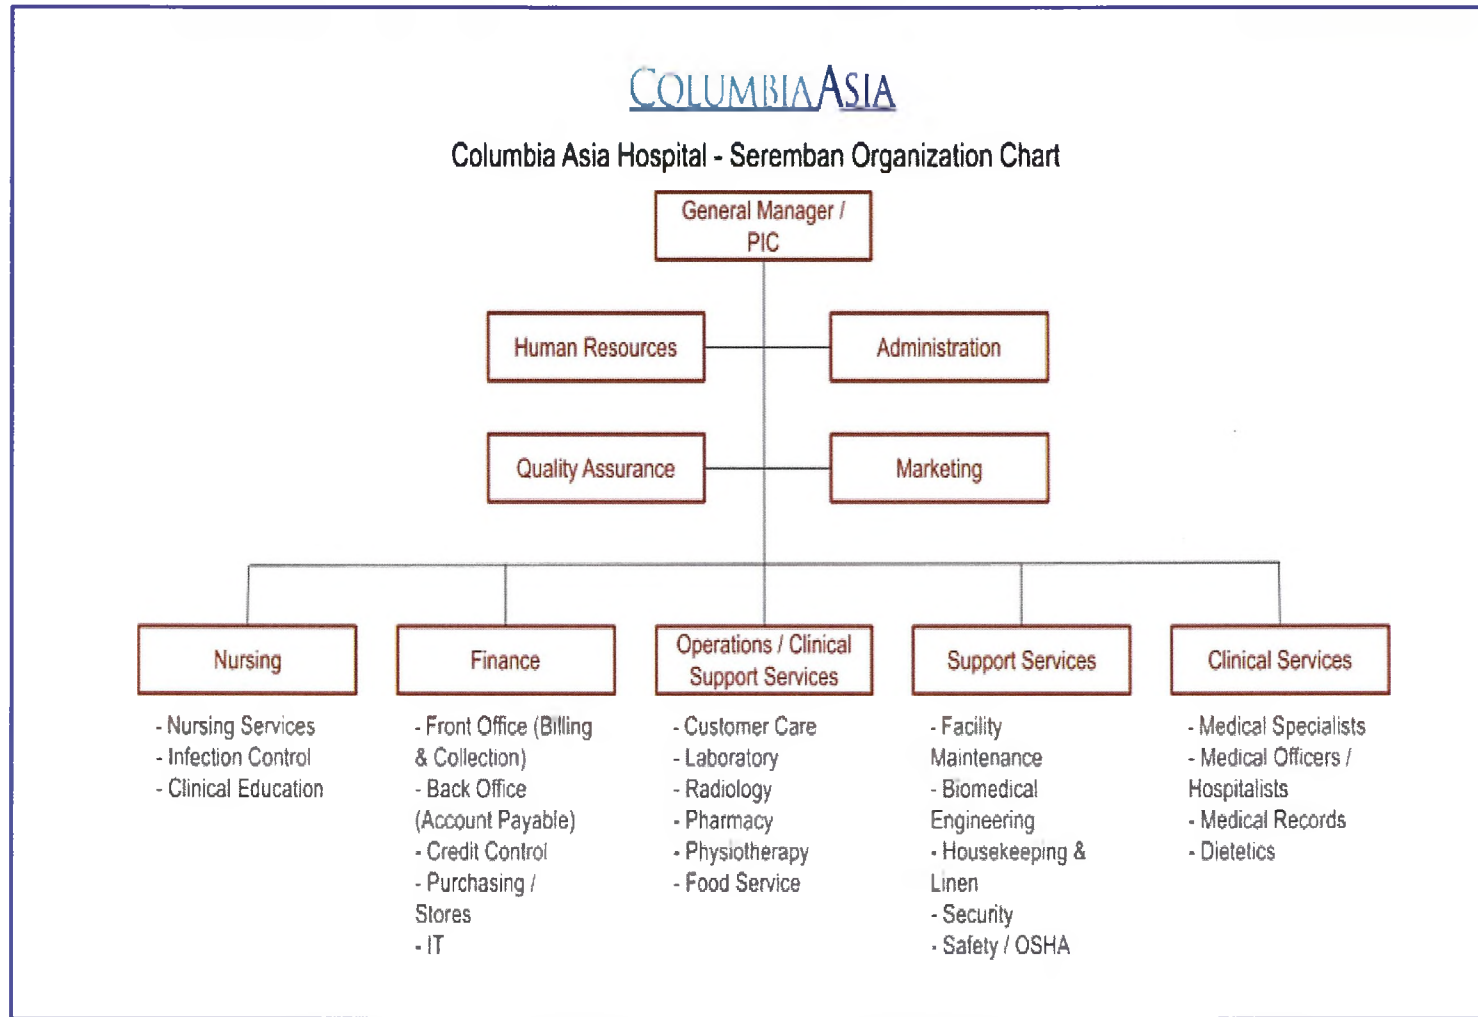 COLUMBIA ASIA
Columbia Asia Hospital - Seremban Organization Chart
General Manager /
PIC
Human Resources
Administration
Quality Assurance
Marketing
Nursing
- Nursing Services
- Infection Control
- Clinical Education
Finance
- Front Office (Billing
& Collection)
- Back Office
(Account Payable)
- Credit Control
- Purchasing /
Stores
- IT
Operations / Clinical
Support Services
- Customer Care
- Laboratory
- Radiology
- Pharmacy
- Physiotherapy
- Food Service
Support Services
- Facility
Maintenance
- Biomedical
Engineering
- Housekeeping &
Linen
- Security
- Safety / OSHA
Clinical Services
- Medical Specialists
- Medical Officers /
Hospitalists
- Medical Records
- Dietetics